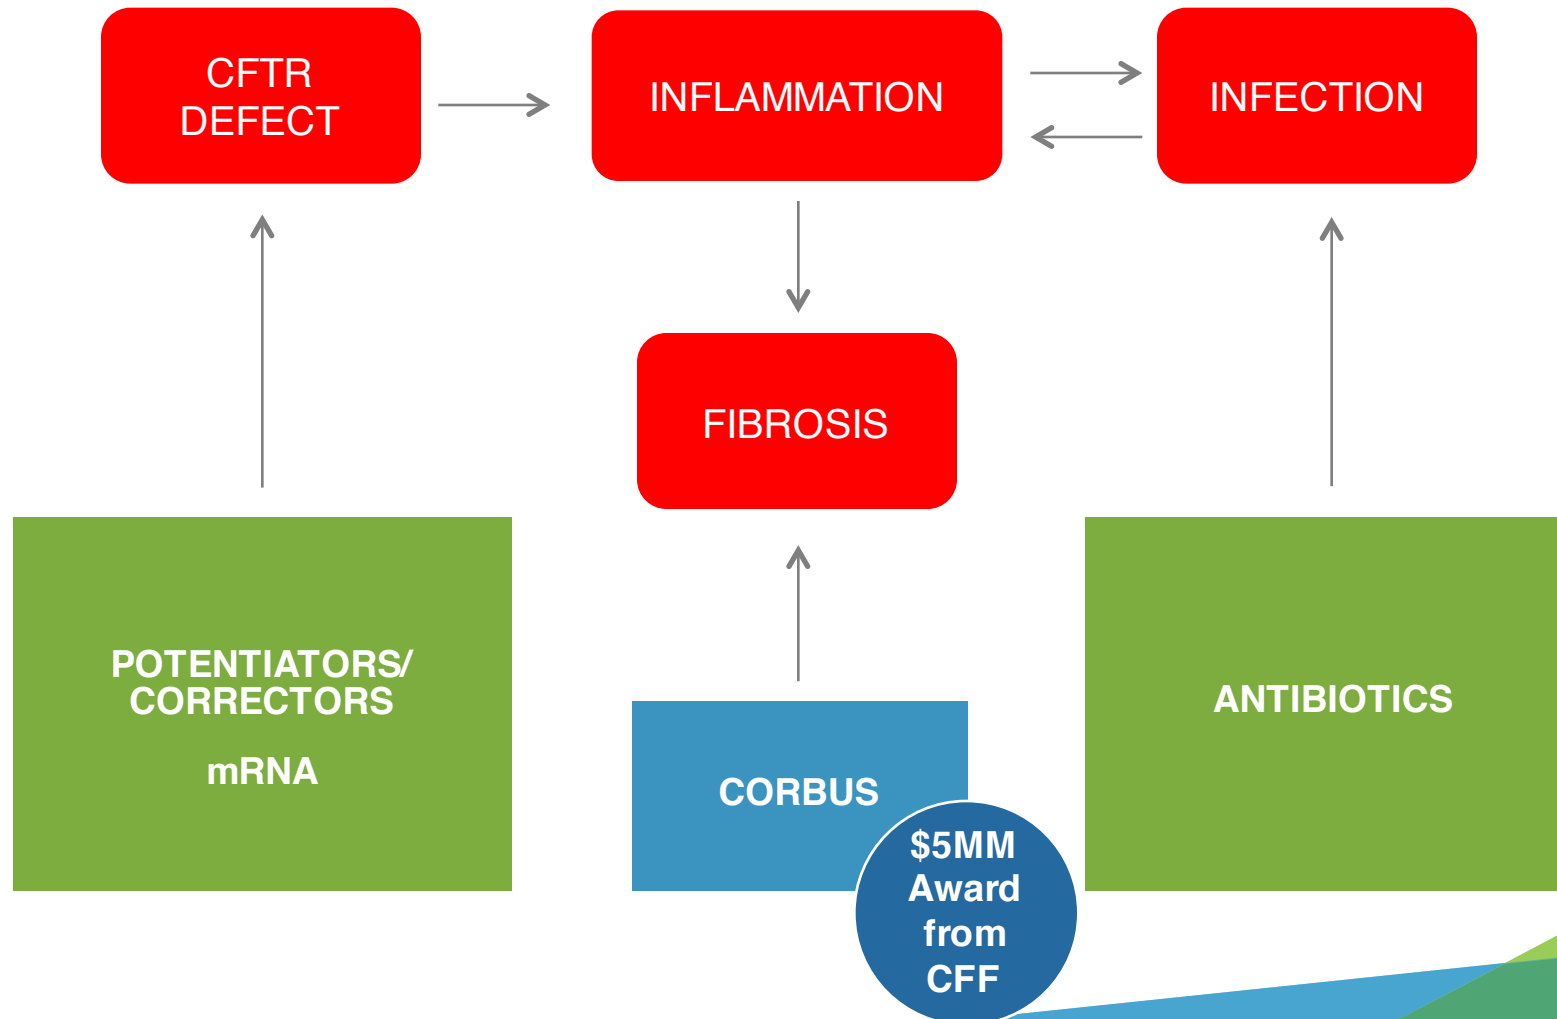 CFTR
DEFECT
INFLAMMATION
INFECTION
FIBROSIS
POTENTIATORS/
CORRECTORS
mRNA
CORBUS
$5MM
Award
from
CFF
ANTIBIOTICS